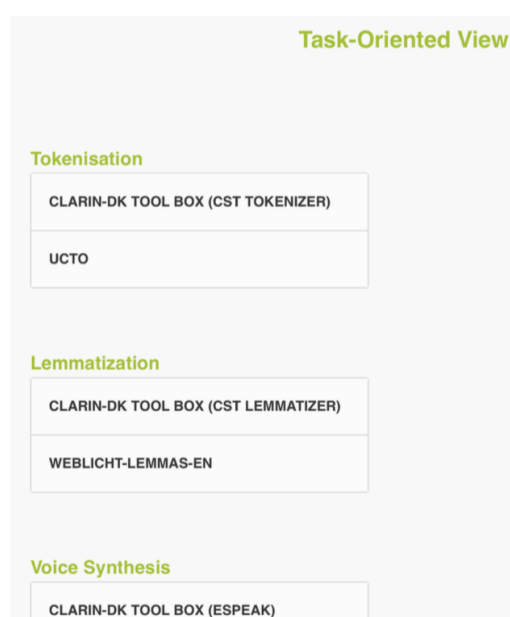 Task-Oriented View
Tokenisation
CLARIN-DK TOOL BOX (CST TOKENIZER)
UCTO
Lemmatization
CLARIN-DK TOOL BOX (CST LEMMATIZER)
WEBLICHT-LEMMAS-EN
Voice Synthesis
CLARIN-DK TOOL BOX (ESPEAK)